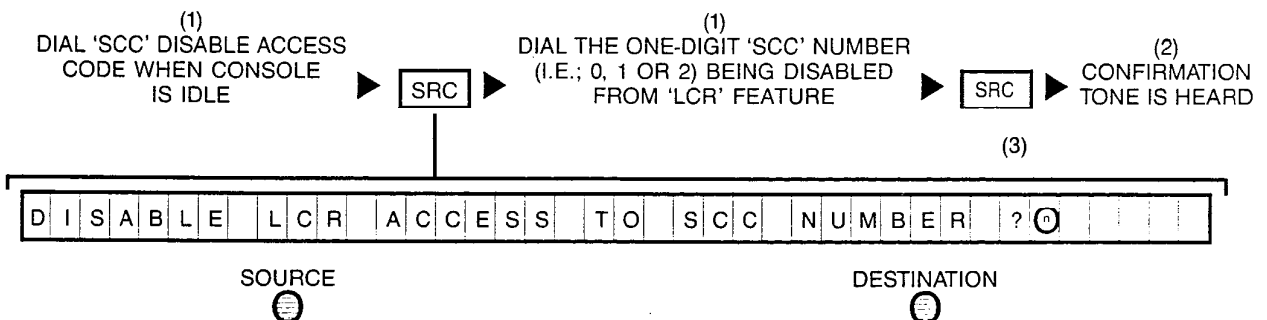 (1)
DIAL 'SCC' DISABLE ACCESS
CODE WHEN CONSOLE
IS IDLE
SRC
(1)
DIAL THE ONE-DIGIT 'SCC' NUMBER
(I.E.; 0, 1 OR 2) BEING DISABLED
FROM 'LCR' FEATURE
SRC
(2)
CONFIRMATION
TONE IS HEARD
(3)
DISABLE LCR ACCESS TO SCC NUMBER ? n
SOURCE
DESTINATION